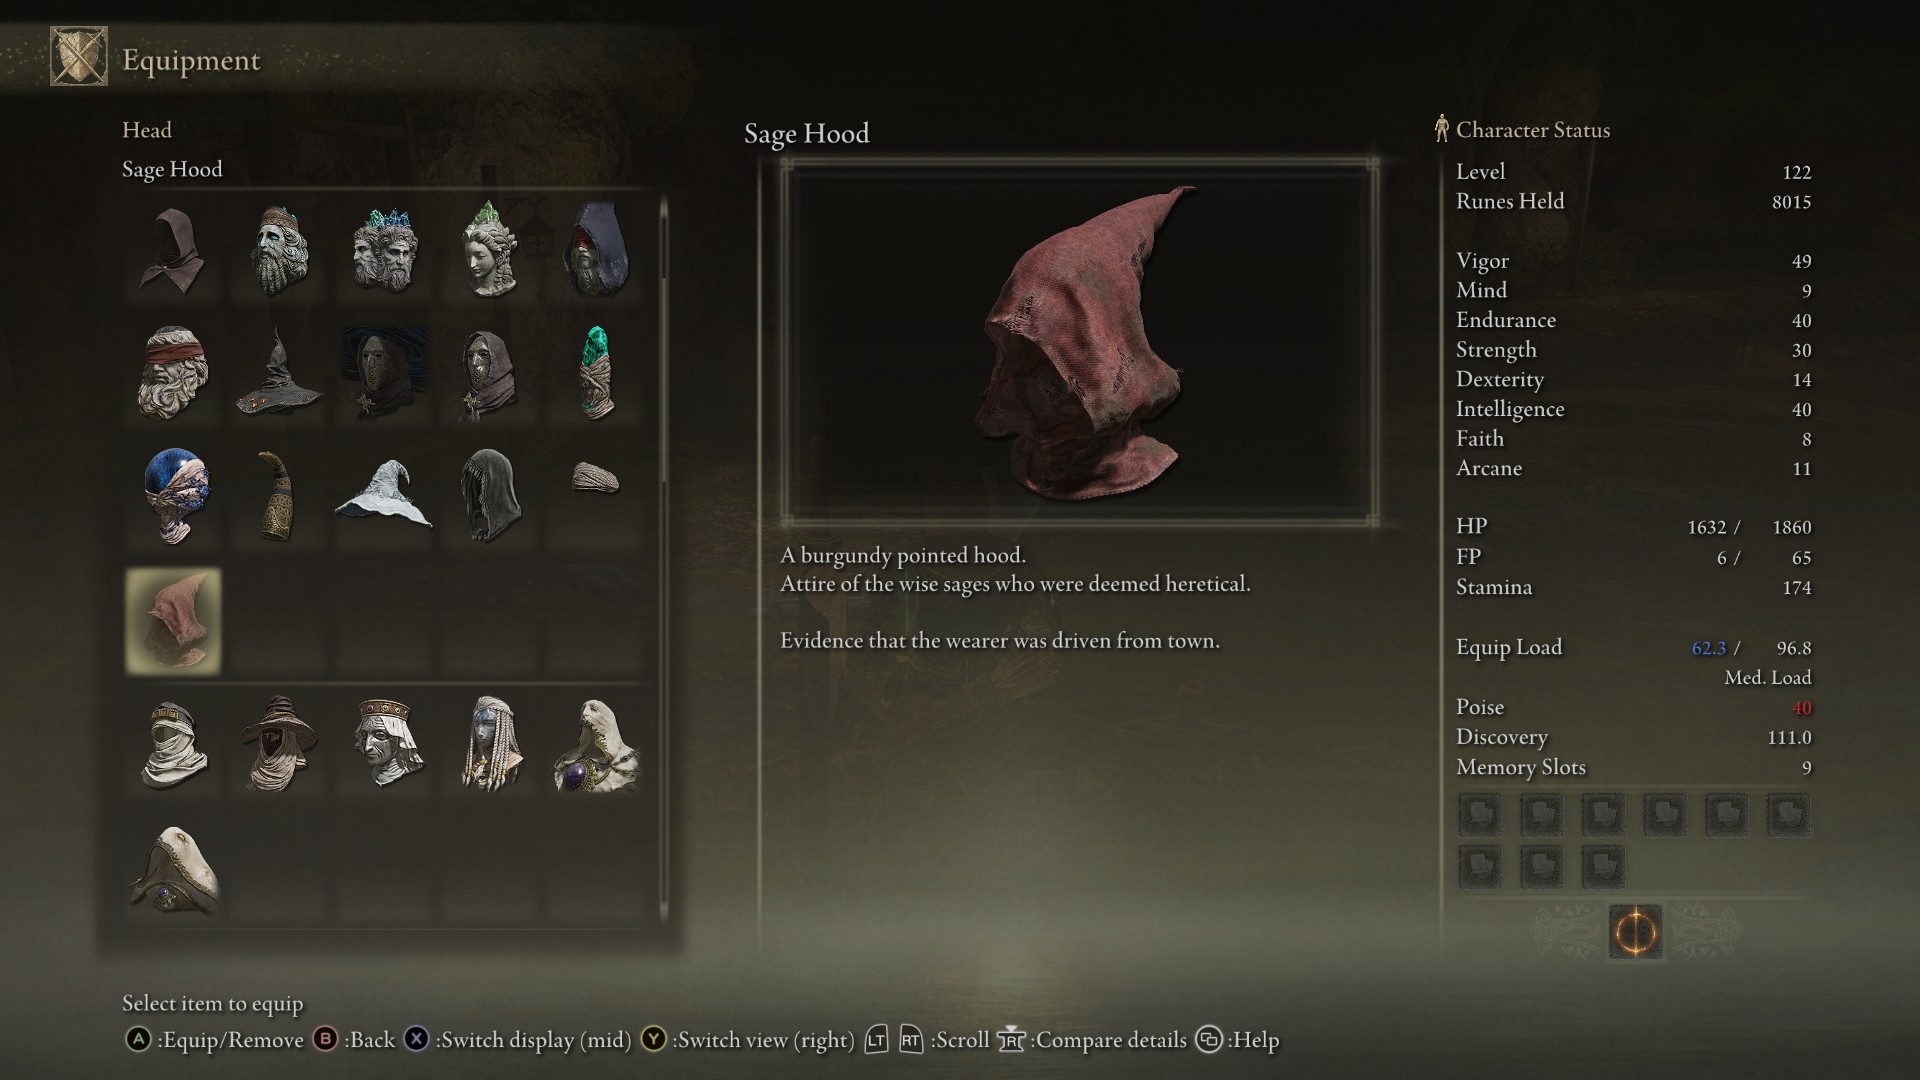 Equipment
Head
Sage Hood
Sage Hood
A burgundy pointed hood.
Attire of the wise sages who were deemed heretical.
Evidence that the wearer was driven from town.
Character Status
Level 122
Runes Held 8015
Vigor 49
Mind 9
Endurance 40
Strength 30
Dexterity 14
Intelligence 40
Faith 8
Arcane 11
HP 1632 / 1860
FP 6 / 65
Stamina 174
Equip Load 62.3 / 96.8
Med. Load
Poise 40
Discovery 111.0
Memory Slots 9
Select item to equip
A :Equip/Remove B :Back X :Switch display (mid) Y :Switch view (right) LT RT :Scroll R :Compare details :Help